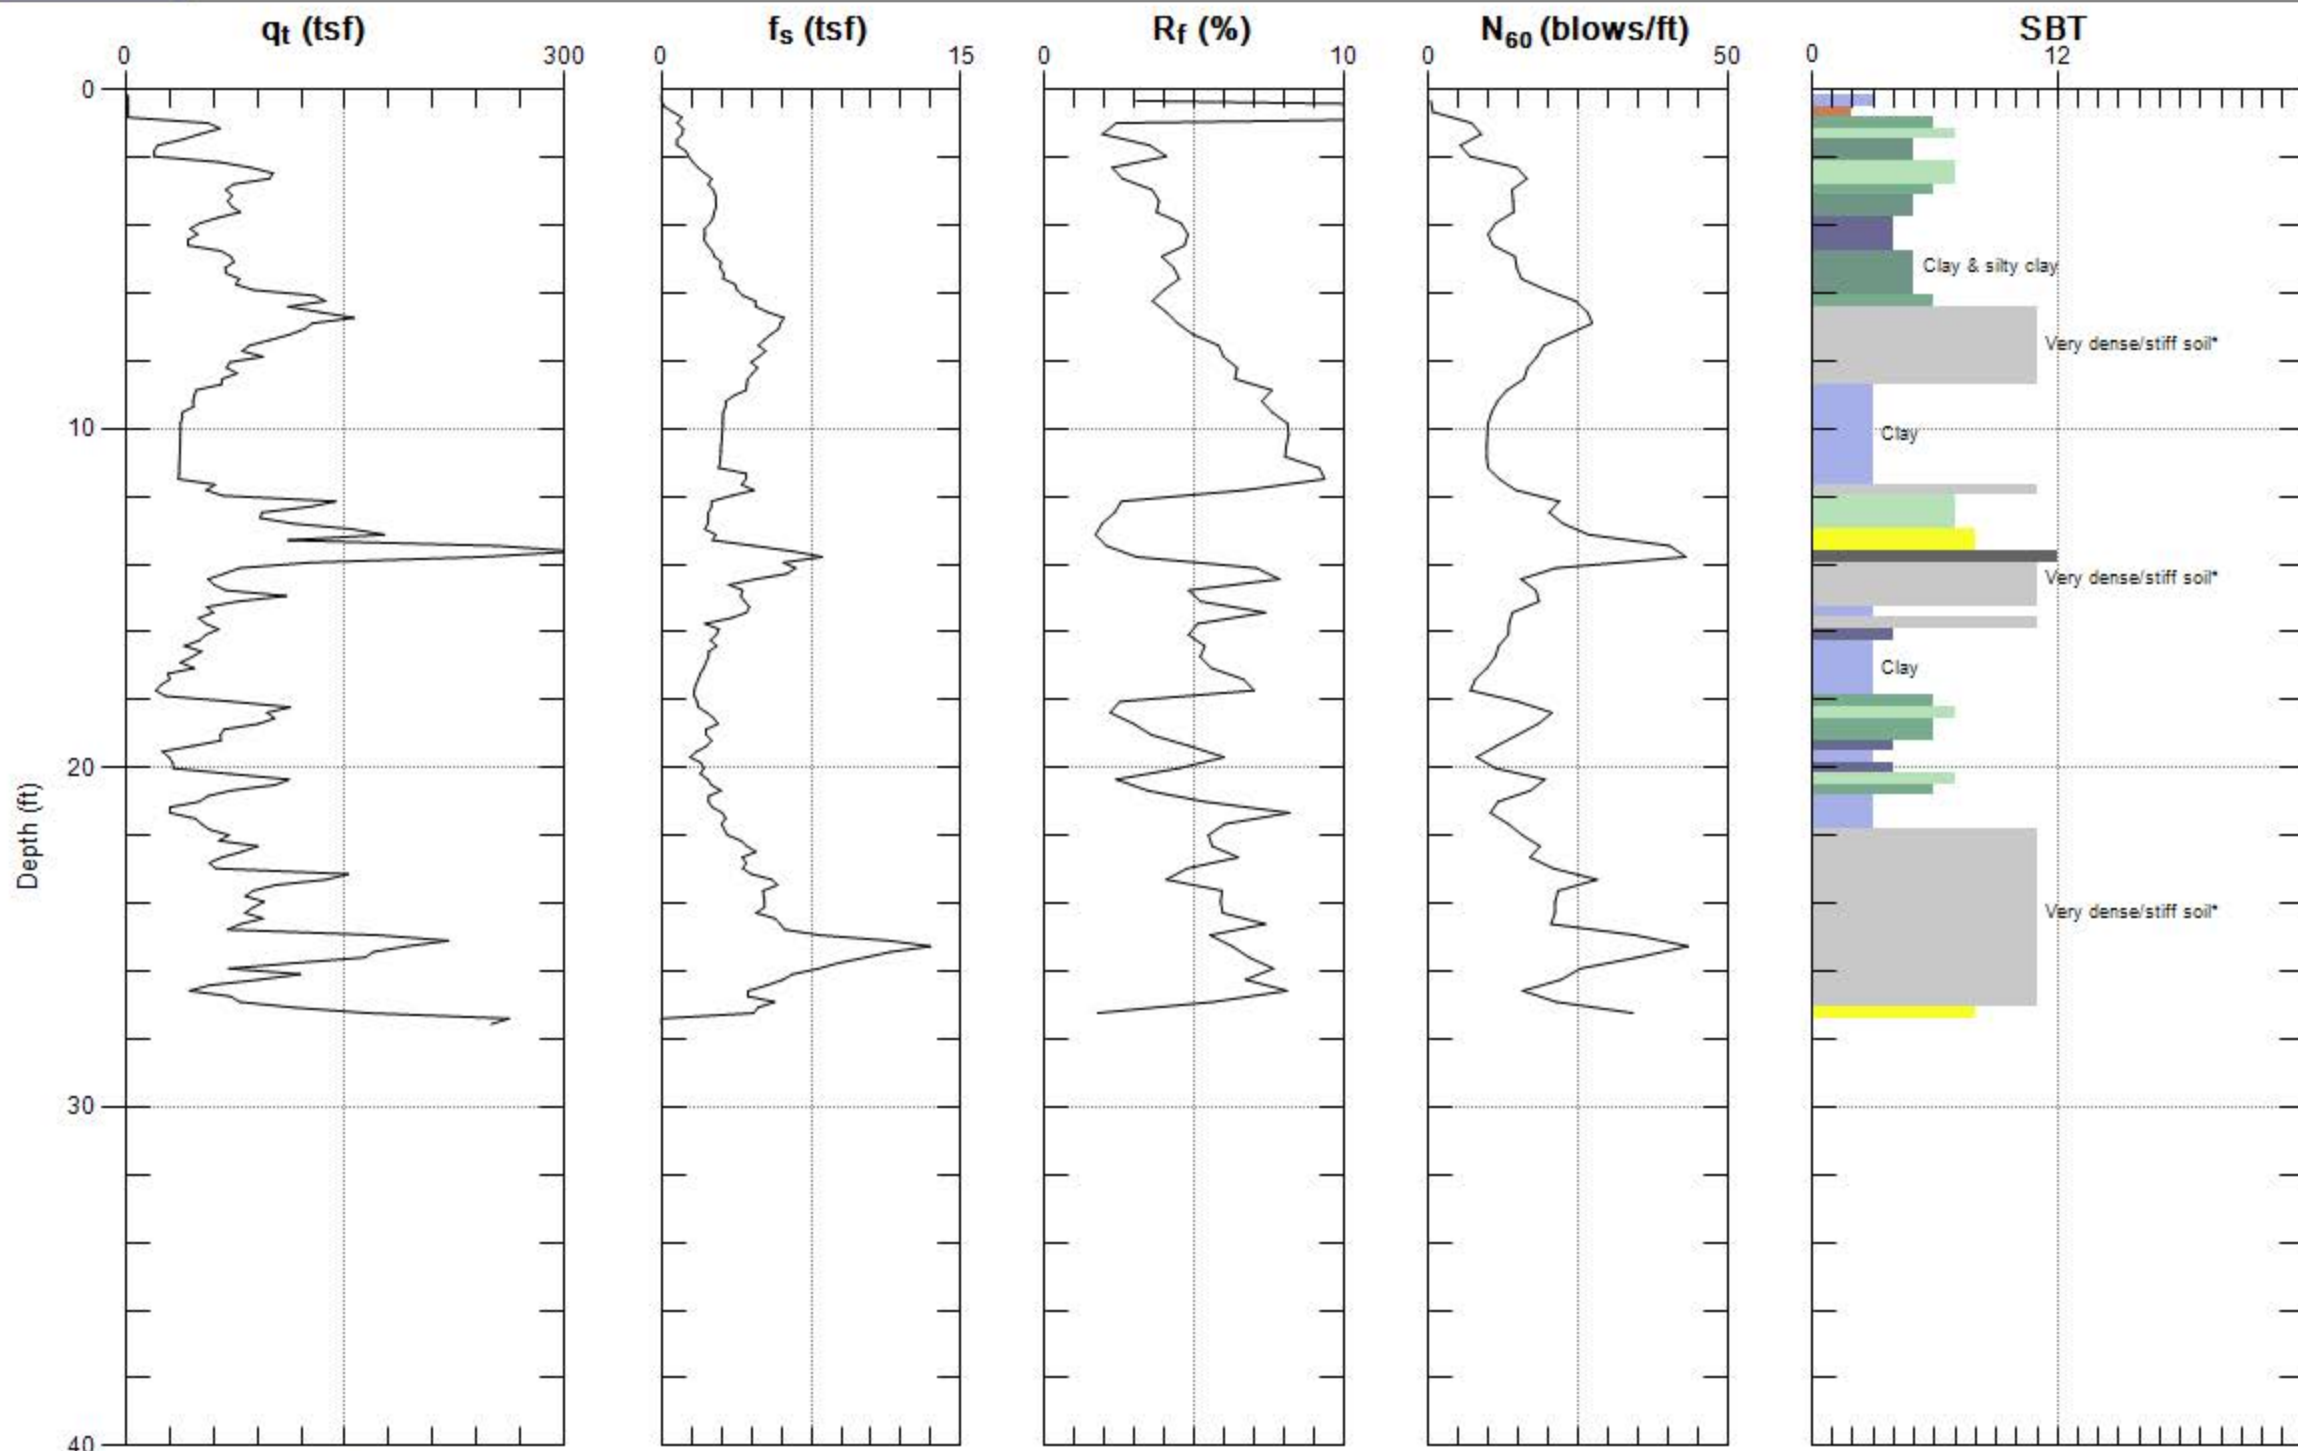 qt (tsf)
fs (tsf)
Rf (%)
N60 (blows/ft)
SBT
0 300
0 15
0 10
0 50
0 12
0
Clay & silty clay
Very dense/stiff soil*
10
Clay
Very dense/stiff soil*
Clay
20
Depth (ft)
Very dense/stiff soil*
30
40